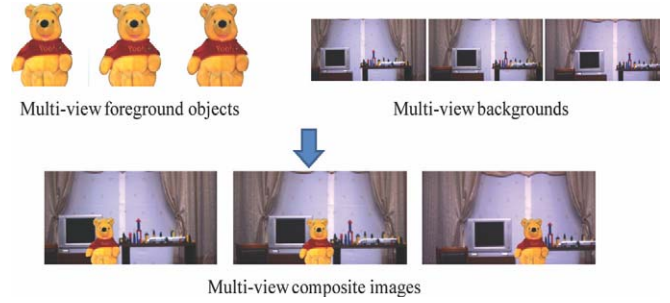 Multi-view foreground objects
Multi-view backgrounds
Multi-view composite images